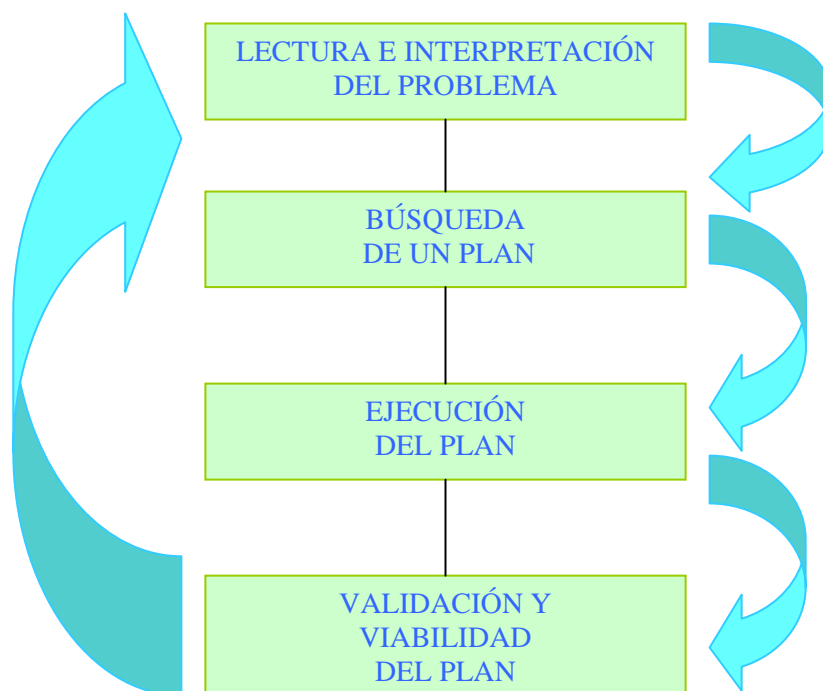 LECTURA E INTERPRETACIÓN
DEL PROBLEMA
BÚSQUEDA
DE UN PLAN
EJECUCIÓN
DEL PLAN
VALIDACIÓN Y
VIABILIDAD
DEL PLAN